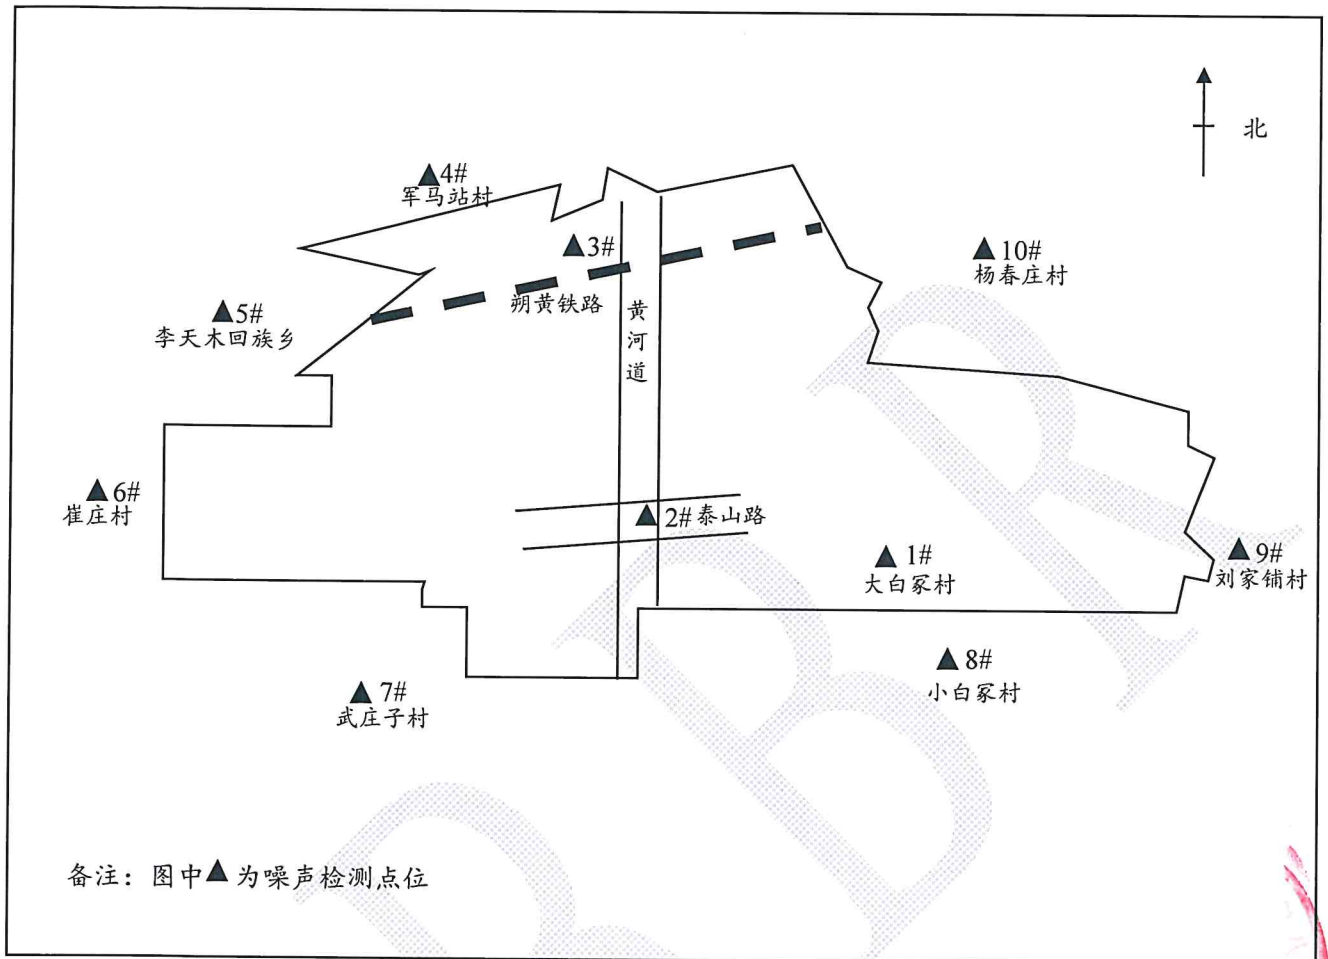 北
4#
军马站村
3#
朔黄铁路
10#
杨春庄村
5#
李天木回族乡
黄河道
6#
崔庄村
2#泰山路
1#
大白冢村
9#
刘家铺村
8#
小白冢村
7#
武庄子村
备注：图中▲为噪声检测点位